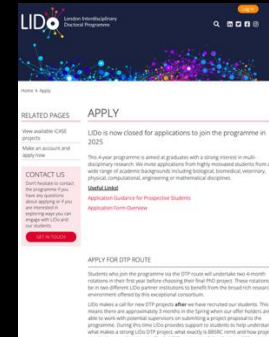 Log in
LIDo London Interdisciplinary
Doctoral Programme
Home > Apply
RELATED PAGES
View available iCASE
projects
Make an account and
apply now
CONTACT US
Don't hesitate to contact
the programme if you
have any questions
about applying or if you
are interested in
exploring ways you can
engage with LIDo and
our students
GET IN TOUCH
APPLY
LIDo is now closed for applications to join the programme in
2025
This 4-year programme is aimed at graduates with a strong interest in multi-
disciplinary research. We invite applications from highly motivated students from a
wide range of academic backgrounds including biological, biomedical, veterinary,
physical, computational, engineering or mathematical disciplines.
Useful Links!
Application Guidance for Prospective Students
Application Form Overview
APPLY FOR DTP ROUTE
Students who join the programme via the DTP route will undertake two 4-month
rotations in their first year before choosing their final PhD project. These rotations
be in two different LIDo partner institutions to benefit from the broad rich research
environment offered by this exceptional consortium.
LIDo makes a call for new DTP projects after we have recruited our students. This
means there are approximately 3 months in the Spring when our offer holders are
able to work with potential supervisors on submitting a project proposal to the
programme. During this time LIDo provides support to students to help understand
what makes a strong LIDo DTP project, what exactly is BBSRC remit and how proje